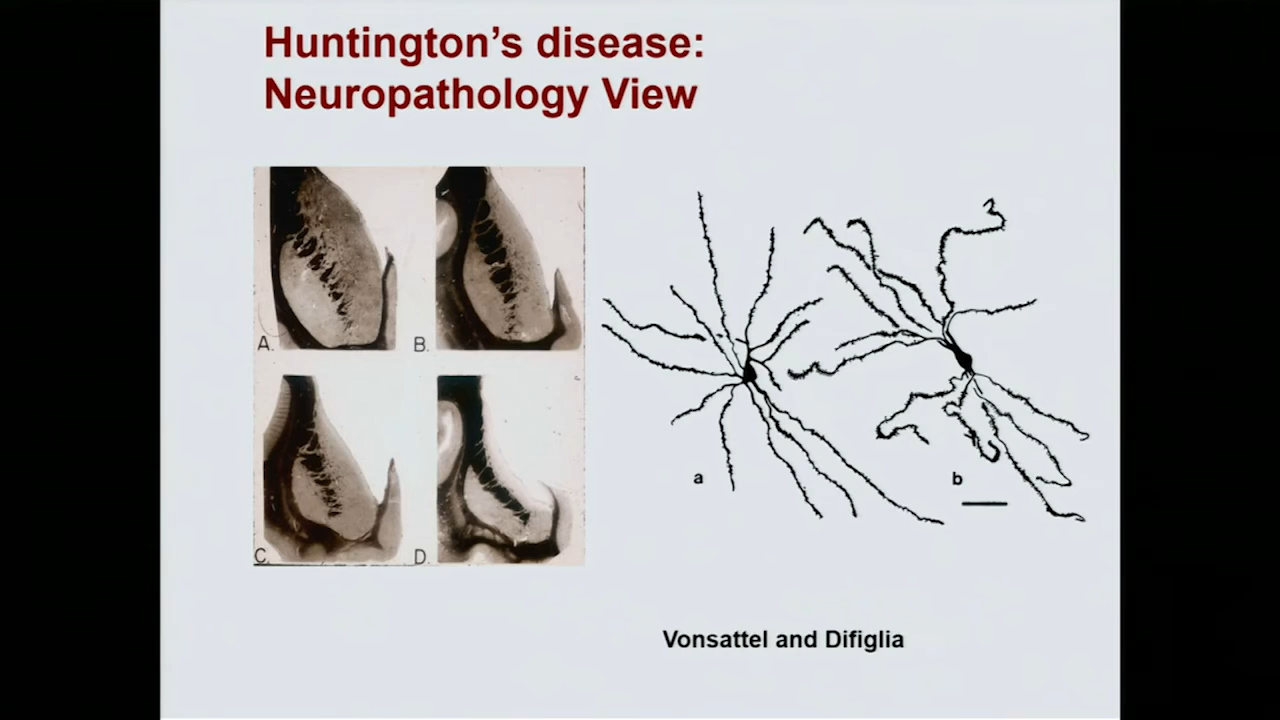 Huntington's disease:
Neuropathology View
A.
B.
C.
D.
a
b
Vonsattel and Difiglia